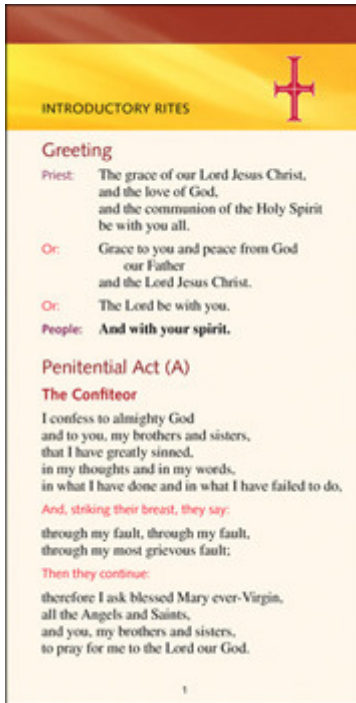 INTRODUCTORY RITES
Greeting
Priest: The grace of our Lord Jesus Christ,
and the love of God,
and the communion of the Holy Spirit
be with you all.
Or: Grace to you and peace from God
our Father
and the Lord Jesus Christ.
Or: The Lord be with you.
People: And with your spirit.
Penitential Act (A)
The Confiteor
I confess to almighty God
and to you, my brothers and sisters,
that I have greatly sinned,
in my thoughts and in my words,
in what I have done and in what I have failed to do,
And, striking their breast, they say:
through my fault, through my fault,
through my most grievous fault;
Then they continue:
therefore I ask blessed Mary ever-Virgin,
all the Angels and Saints,
and you, my brothers and sisters,
to pray for me to the Lord our God.
1